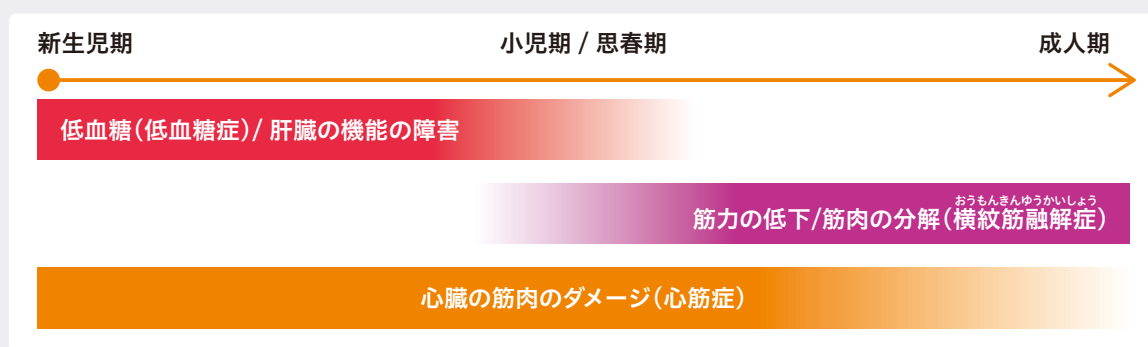 新生児期 小児期 / 思春期 成人期
低血糖（低血糖症）/ 肝臓の機能の障害
おうもんきんゆうかいしょう
筋力の低下/筋肉の分解（横紋筋融解症）
心臓の筋肉のダメージ（心筋症）